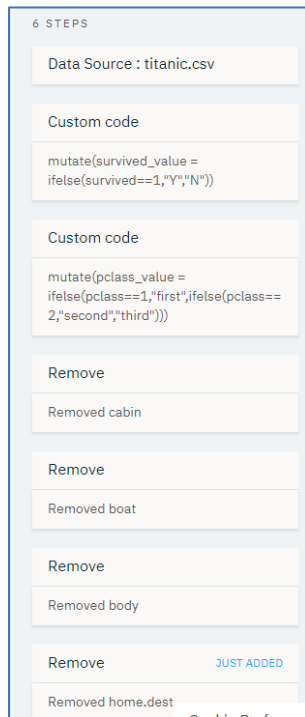 6 STEPS
Data Source : titanic.csv
Custom code
mutate(survived_value =
ifelse(survived==1,"Y","N"))
Custom code
mutate(pclass_value =
ifelse(pclass==1,"first",ifelse(pclass==
2,"second","third")))
Remove
Removed cabin
Remove
Removed boat
Remove
Removed body
Remove JUST ADDED
Removed home.dest